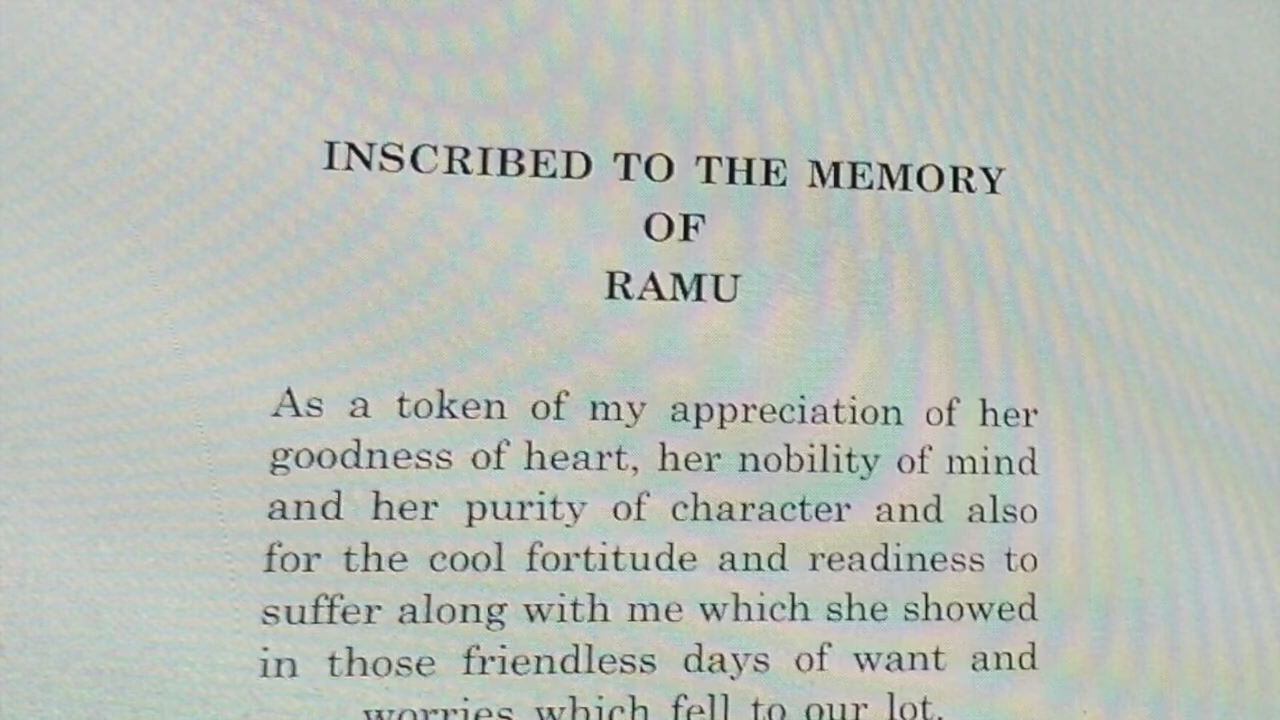 INSCRIBED TO THE MEMORY
OF
RAMU
As a token of my appreciation of her
goodness of heart, her nobility of mind
and her purity of character and also
for the cool fortitude and readiness to
suffer along with me which she showed
in those friendless days of want and
worries which fell to our lot.